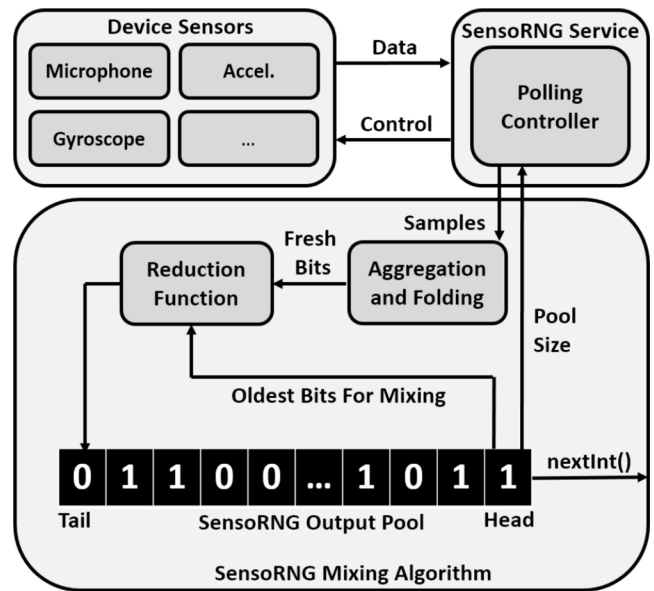 Device Sensors
Microphone
Accel.
Gyroscope
...
Data
Control
SensoRNG Service
Polling
Controller
Samples
Fresh
Bits
Reduction
Function
Aggregation
and Folding
Pool
Size
Oldest Bits For Mixing
0 1 1 0 0 ... 1 0 1 1
nextInt()
Tail
SensoRNG Output Pool
Head
SensoRNG Mixing Algorithm